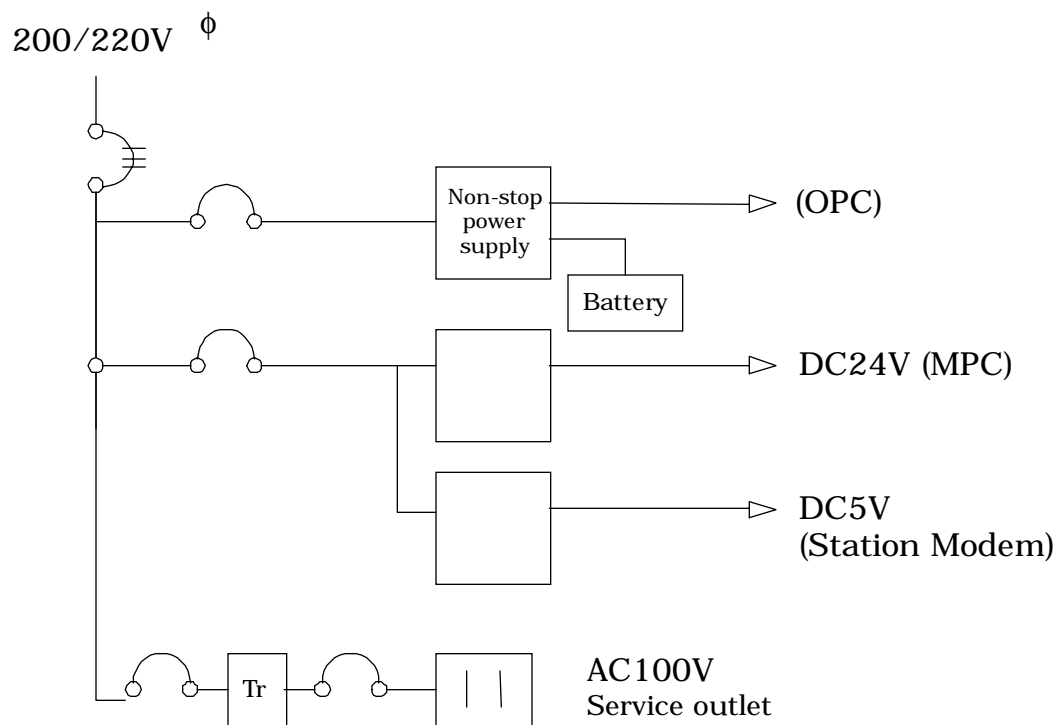 200/220V ϕ
Non-stop
power
supply
(OPC)
Battery
DC24V (MPC)
DC5V
(Station Modem)
Tr
AC100V
Service outlet